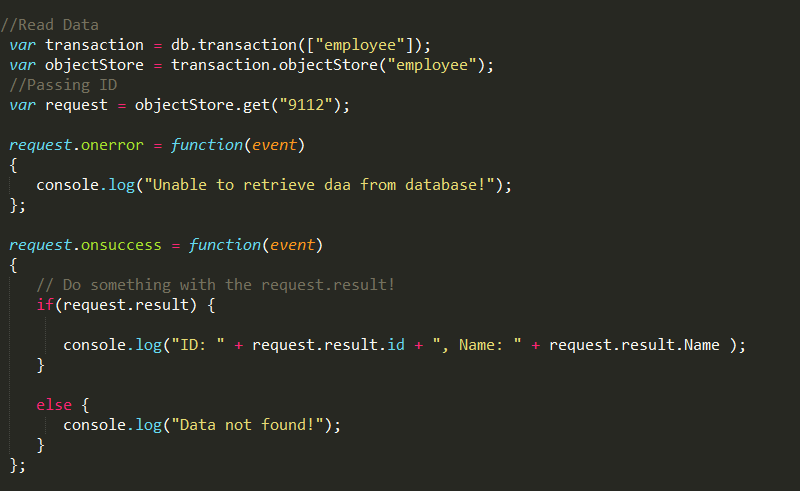 //Read Data
var transaction = db.transaction(["employee"]);
var objectStore = transaction.objectStore("employee");
//Passing ID
var request = objectStore.get("9112");
request.onerror = function(event)
{
console.log("Unable to retrieve daa from database!");
};
request.onsuccess = function(event)
{
// Do something with the request.result!
if(request.result) {
console.log("ID: " + request.result.id + ", Name: " + request.result.Name );
}
else {
console.log("Data not found!");
}
};